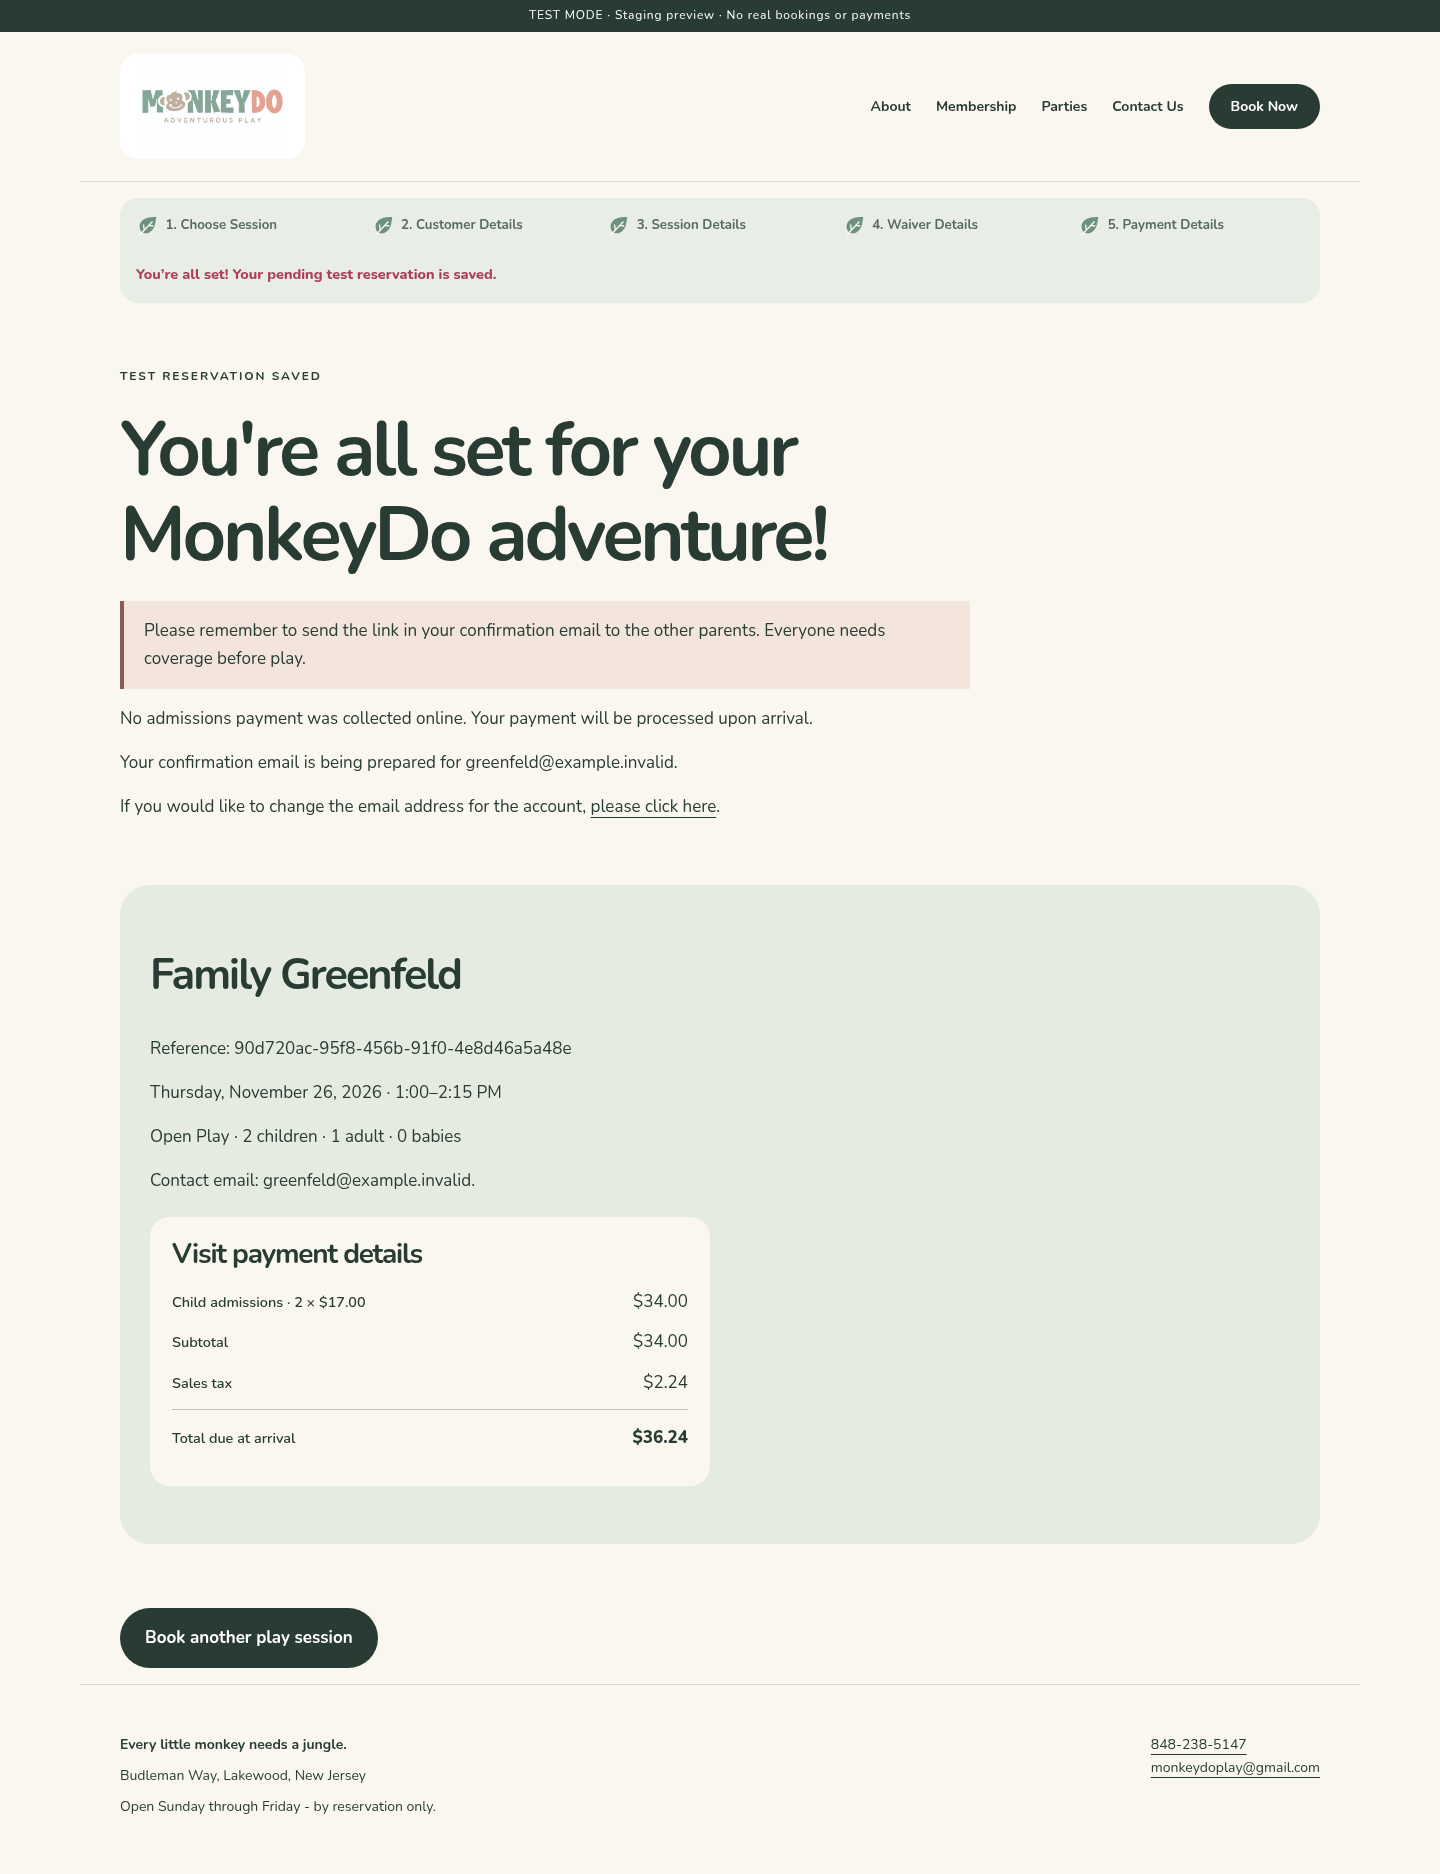 TEST MODE · Staging preview · No real bookings or payments
MONKEYDO
ADVENTUROUS PLAY
About Membership Parties Contact Us Book Now
1. Choose Session 2. Customer Details 3. Session Details 4. Waiver Details 5. Payment Details
You're all set! Your pending test reservation is saved.
TEST RESERVATION SAVED
You're all set for your
MonkeyDo adventure!
Please remember to send the link in your confirmation email to the other parents. Everyone needs
coverage before play.
No admissions payment was collected online. Your payment will be processed upon arrival.
Your confirmation email is being prepared for greenfeld@example.invalid.
If you would like to change the email address for the account, please click here.
Family Greenfeld
Reference: 90d720ac-95f8-456b-91f0-4e8d46a5a48e
Thursday, November 26, 2026 · 1:00–2:15 PM
Open Play · 2 children · 1 adult · 0 babies
Contact email: greenfeld@example.invalid.
Visit payment details
Child admissions · 2 × $17.00 $34.00
Subtotal $34.00
Sales tax $2.24
Total due at arrival $36.24
Book another play session
Every little monkey needs a jungle.
Budleman Way, Lakewood, New Jersey
Open Sunday through Friday - by reservation only.
848-238-5147
monkeydoplay@gmail.com